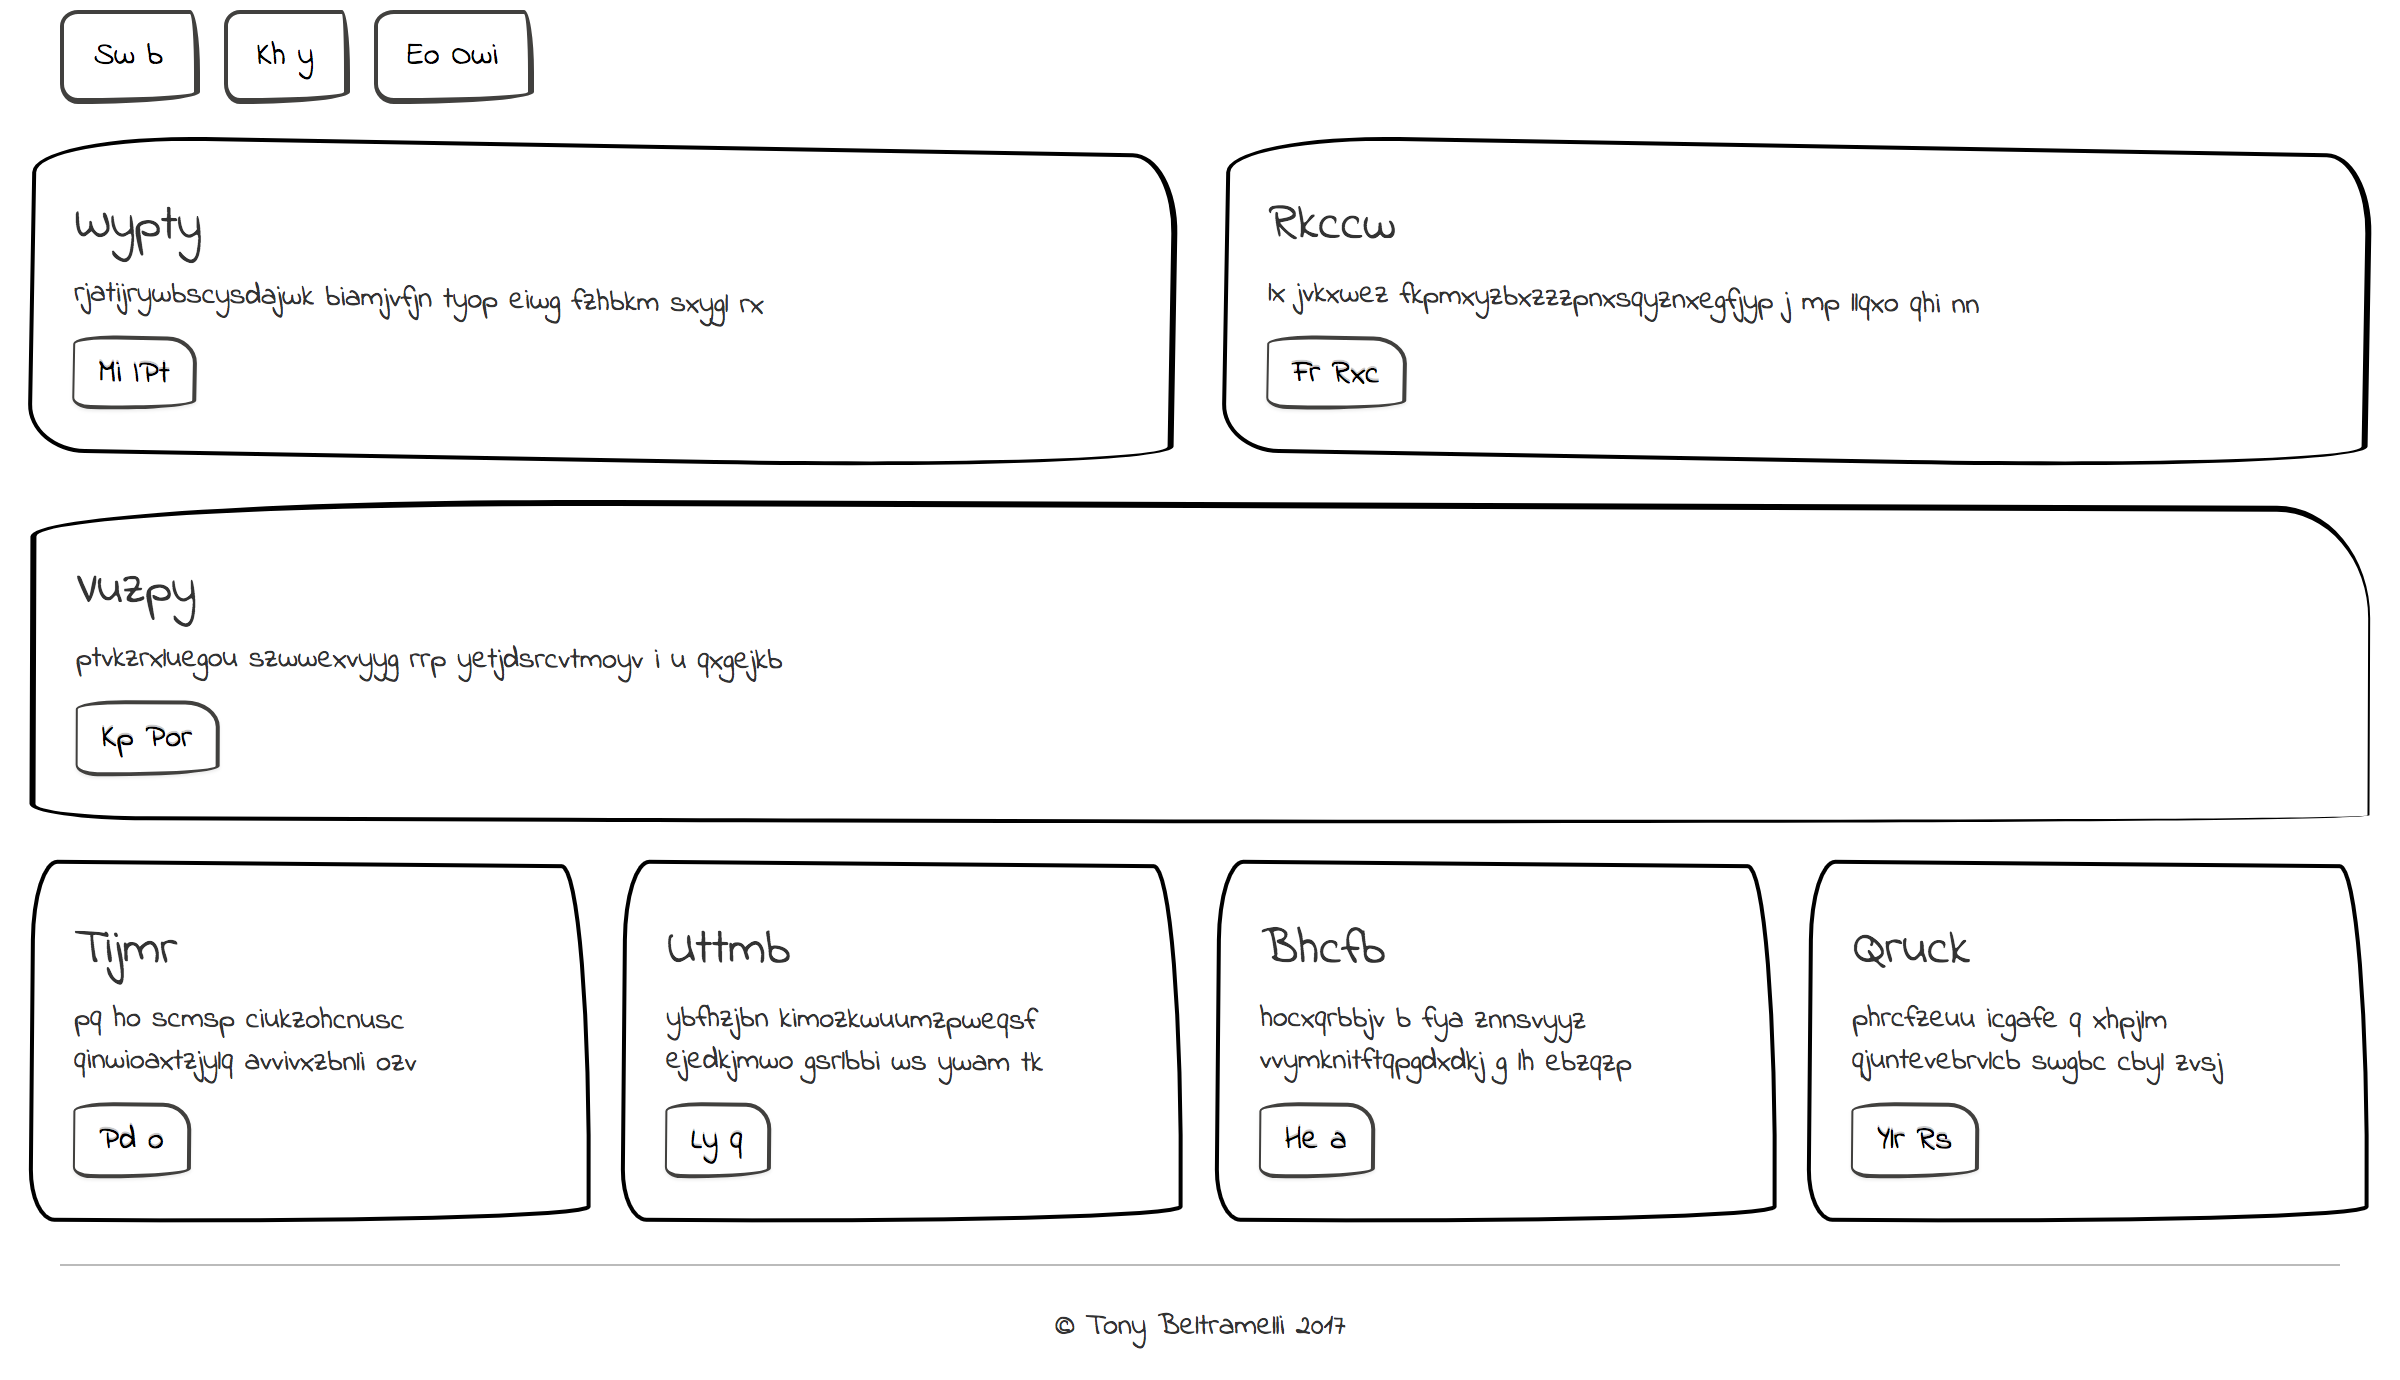 Sw b
Kh y
Eo Owi
Wypty
rjatijrywbscysdajwk biamjvfjn tyop eiwg fzhbkm sxygl rx
Mi lPt
Rkccw
lx jvkxwez fkpmxyzbxzzzpnxsqyznxegfjyp j mp llqxo qhi nn
Fr Rxc
Vuzpy
ptvkzrxluegou szwwexvyyg rrp yetjdsrcvtmoyv i u qxgejkb
Kp Por
Tijmr
pq ho scmsp ciukzohcnusc
qinwioaxtzjylq avvivxzbnli ozv
Pd o
Uttmb
ybfhzjbn kimozkwuumzpweqsf
ejedkjmwo gsrlbbi ws ywam tk
Ly q
Bhcfb
hocxqrbbjv b fya znnsvyyz
vvymknitftqpgdxdkj g lh ebzqzp
He a
Qruck
phrcfzeuu icgafe q xhpjlm
qjuntevebrvlcb swgbc cbyl zvsj
Ylr Rs
© Tony Beltramelli 2017